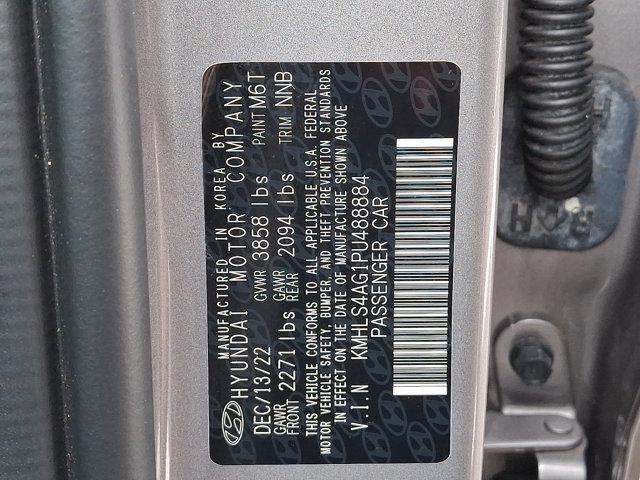 MANUFACTURED IN KOREA BY
HYUNDAI MOTOR COMPANY
DEC/13/22 GVWR 3858 lbs PAINT M6T
GAWR FRONT 2271 lbs GAWR REAR 2094 lbs TRIM NNB
THIS VEHICLE CONFORMS TO ALL APPLICABLE U.S.A. FEDERAL
MOTOR VEHICLE SAFETY, BUMPER, AND THEFT PREVENTION STANDARDS
IN EFFECT ON THE DATE OF MANUFACTURE SHOWN ABOVE
V.I.N KMHLS4AG1PU488884
PASSENGER CAR